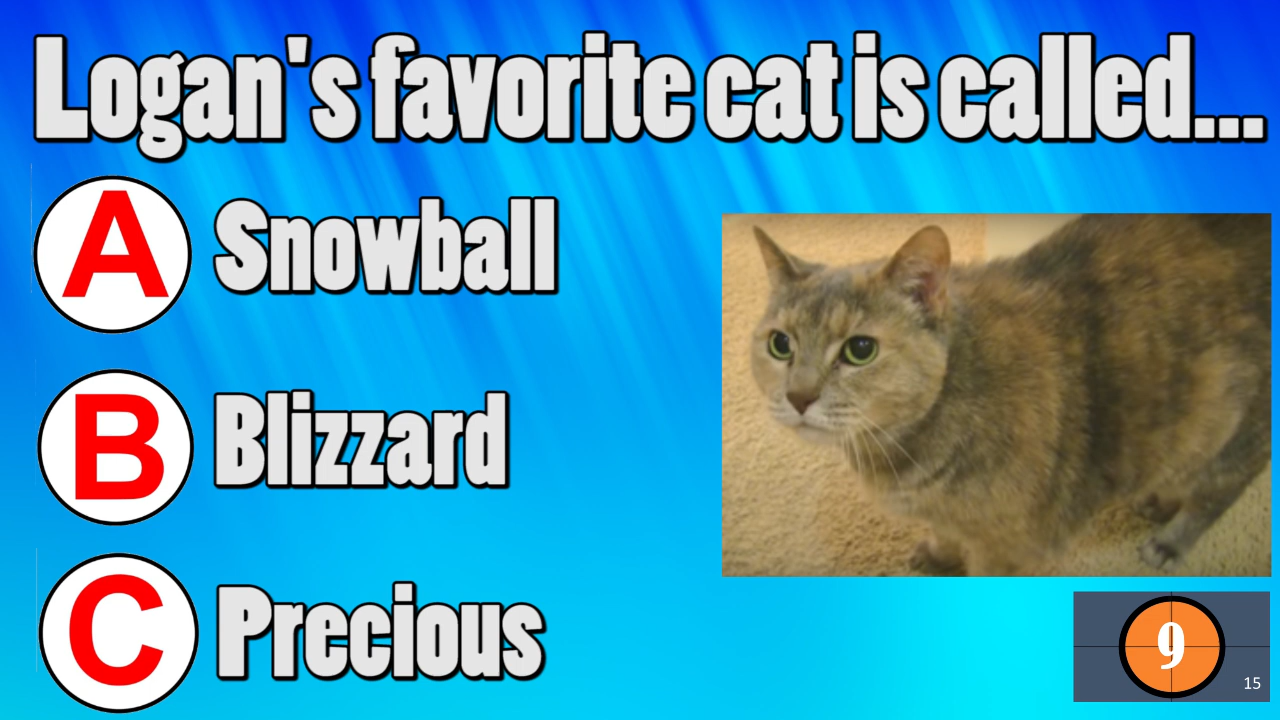 Logan's favorite cat is called...
A Snowball
B Blizzard
C Precious
9
15